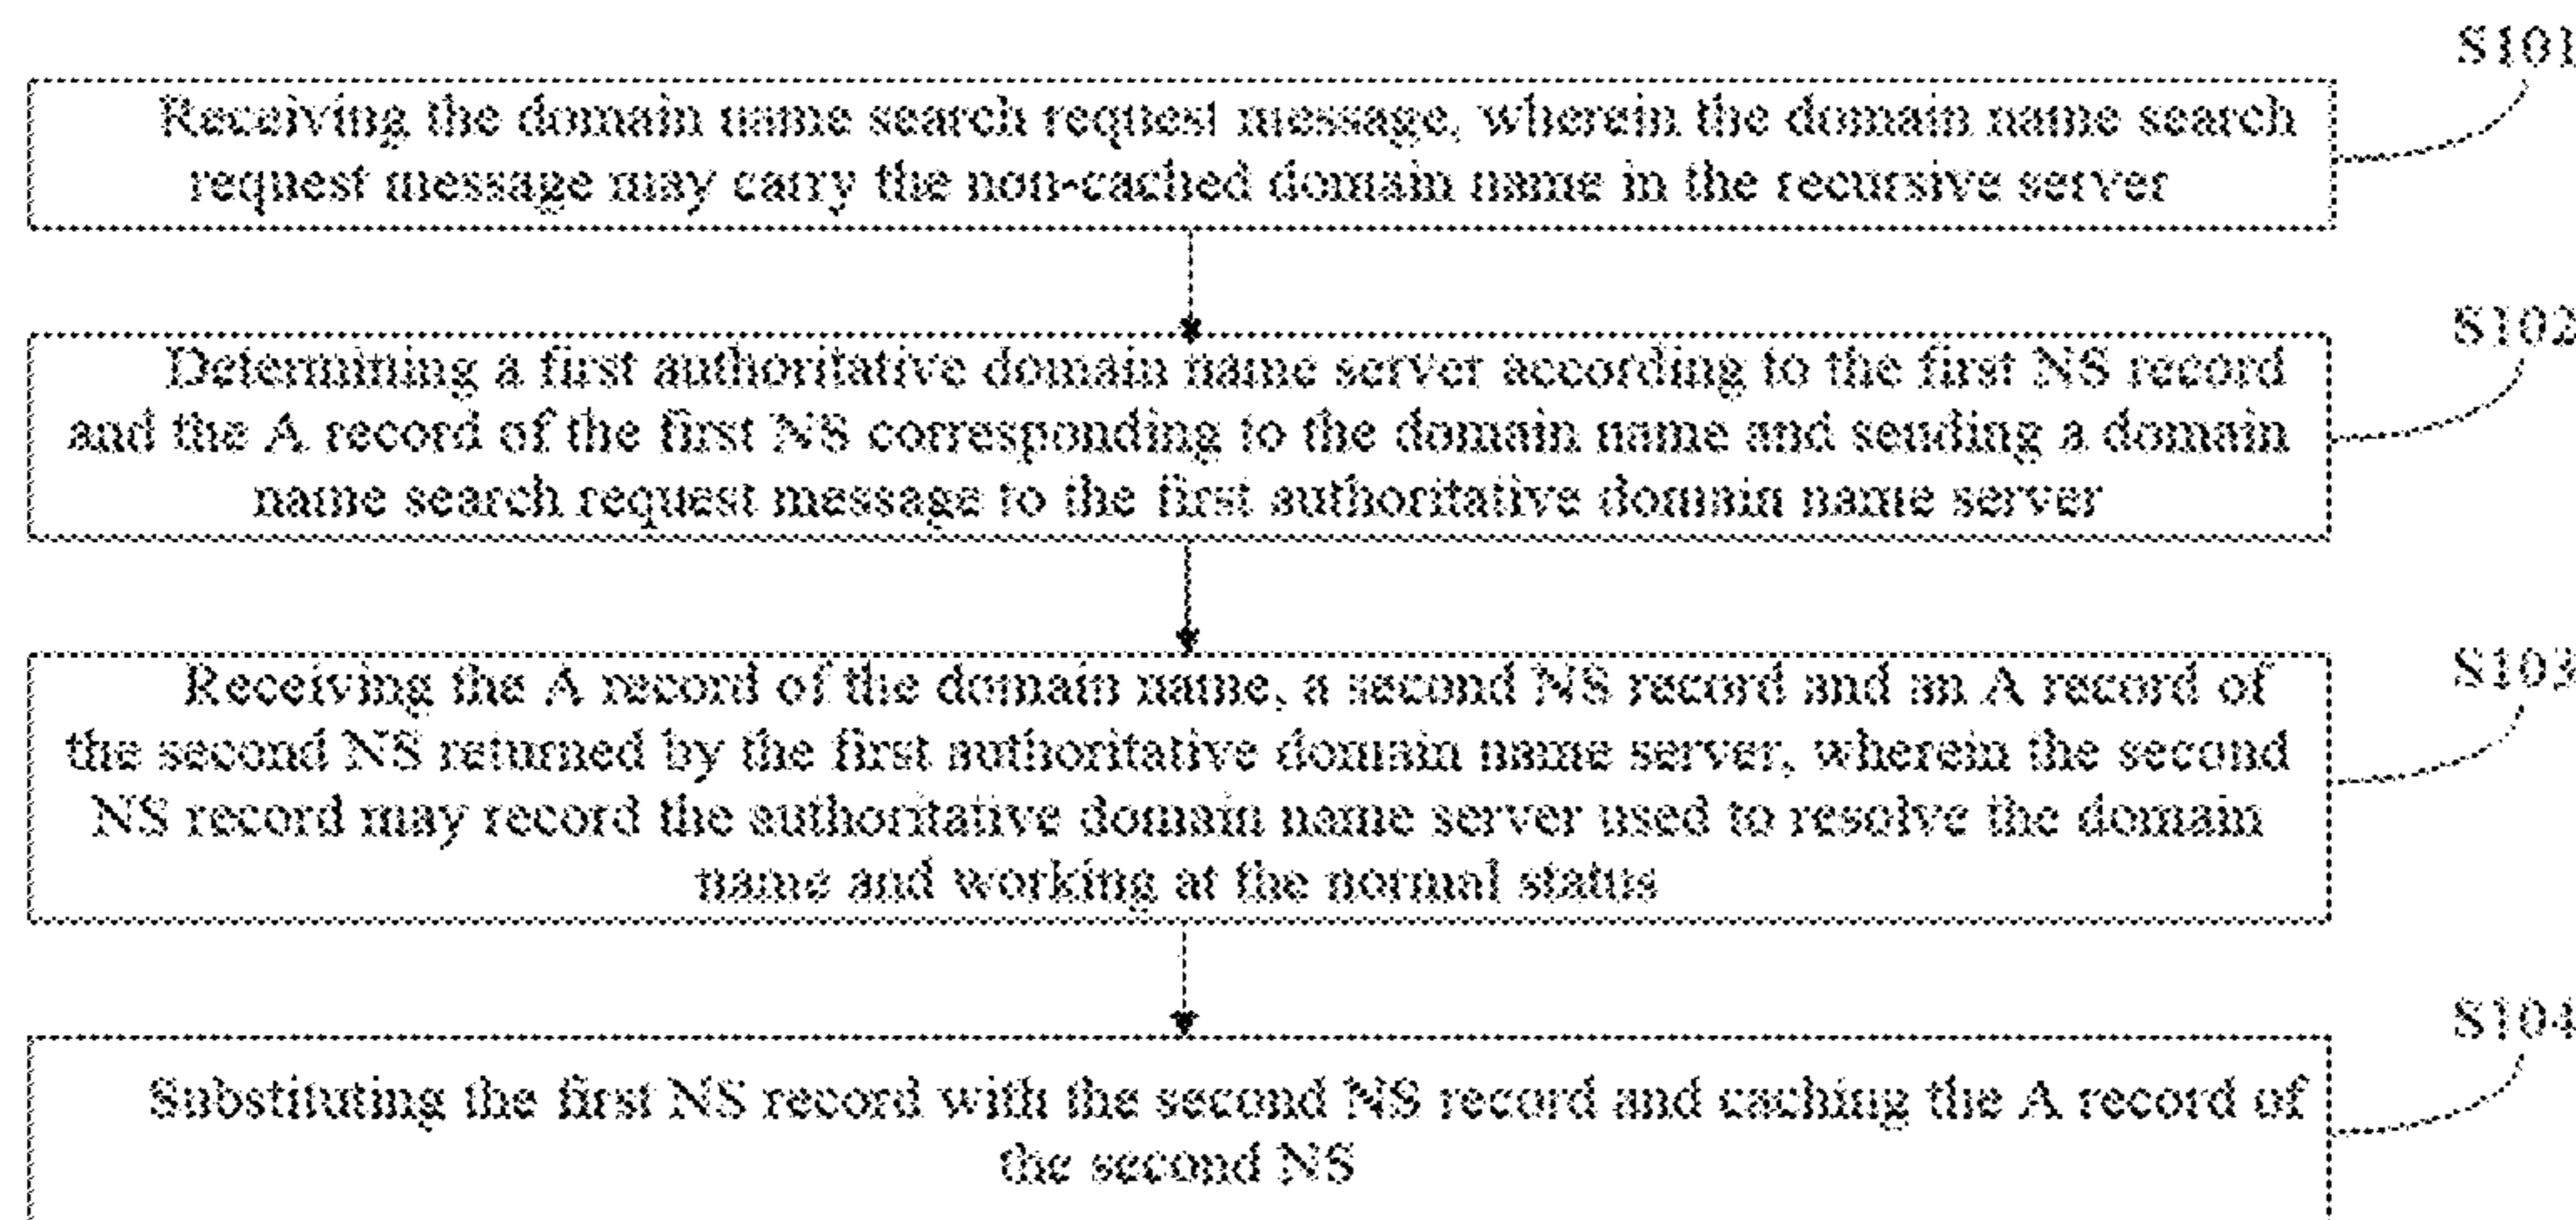 S101
Receiving the domain name search request message, wherein the domain name search
request message may carry the non-cached domain name in the recursive server
S102
Determining a first authoritative domain name server according to the first NS record
and the A record of the first NS corresponding to the domain name and sending a domain
name search request message to the first authoritative domain name server
S103
Receiving the A record of the domain name, a second NS record and an A record of
the second NS returned by the first authoritative domain name server, wherein the second
NS record may record the authoritative domain name server used to resolve the domain
name and working at the normal status
S104
Substituting the first NS record with the second NS record and caching the A record of
the second NS